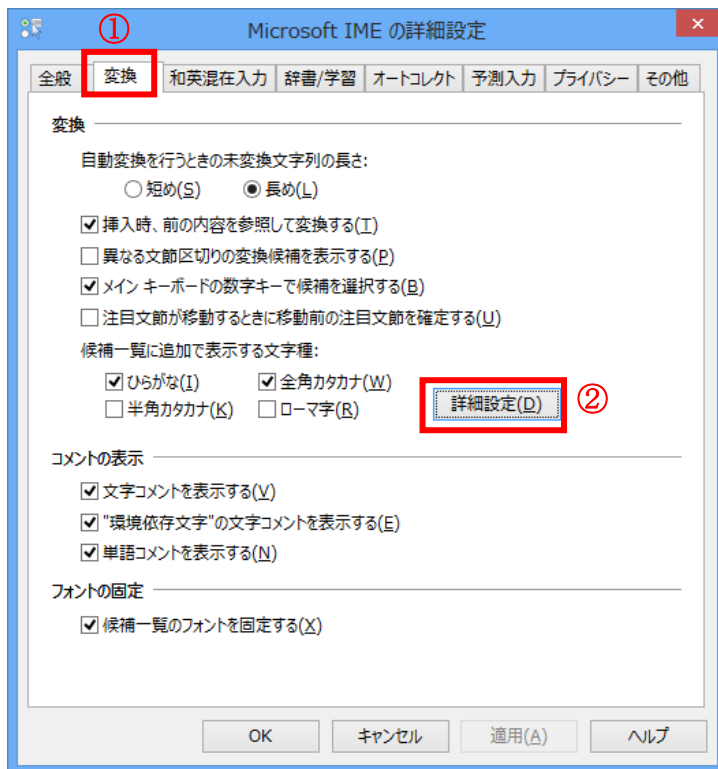 ①
Microsoft IME の詳細設定
全般 変換 和英混在入力 辞書/学習 オートコレクト 予測入力 プライバシー その他
変換
自動変換を行うときの未変換文字列の長さ:
短め(S) 長め(L)
挿入時、前の内容を参照して変換する(T)
異なる文節区切りの変換候補を表示する(P)
メイン キーボードの数字キーで候補を選択する(B)
注目文節が移動するときに移動前の注目文節を確定する(U)
候補一覧に追加で表示する文字種:
ひらがな(I) 全角カタカナ(W)
半角カタカナ(K) ローマ字(R) 詳細設定(D) ②
コメントの表示
文字コメントを表示する(V)
"環境依存文字"の文字コメントを表示する(E)
単語コメントを表示する(N)
フォントの固定
候補一覧のフォントを固定する(X)
OK キャンセル 適用(A) ヘルプ